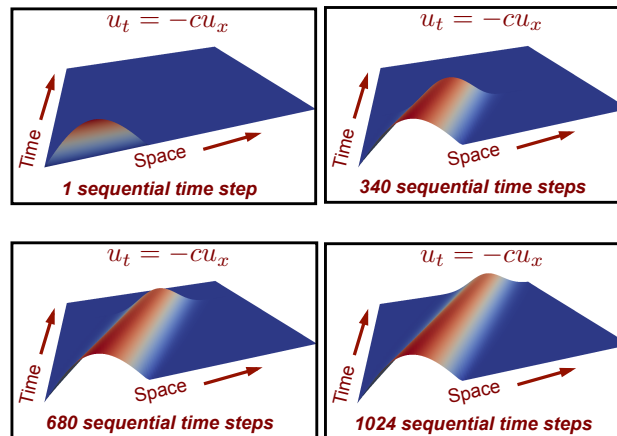 u_t = −cu_x
Time
Space
1 sequential time step
u_t = −cu_x
Time
Space
340 sequential time steps
u_t = −cu_x
Time
Space
680 sequential time steps
u_t = −cu_x
Time
Space
1024 sequential time steps